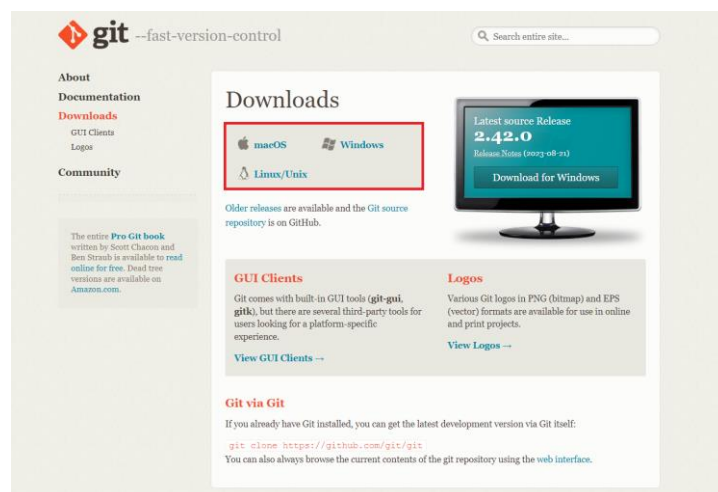 git --fast-version-control
Search entire site...
About
Documentation
Downloads
GUI Clients
Logos
Community
The entire Pro Git book
written by Scott Chacon and
Ben Straub is available to read
online for free. Dead tree
versions are available on
Amazon.com.
Downloads
macOS
Windows
Linux/Unix
Older releases are available and the Git source
repository is on GitHub.
Latest source Release
2.42.0
Release Notes (2023-08-21)
Download for Windows
GUI Clients
Git comes with built-in GUI tools (git-gui,
gitk), but there are several third-party tools for
users looking for a platform-specific
experience.
View GUI Clients →
Logos
Various Git logos in PNG (bitmap) and EPS
(vector) formats are available for use in online
and print projects.
View Logos →
Git via Git
If you already have Git installed, you can get the latest development version via Git itself:
git clone https://github.com/git/git
You can also always browse the current contents of the git repository using the web interface.